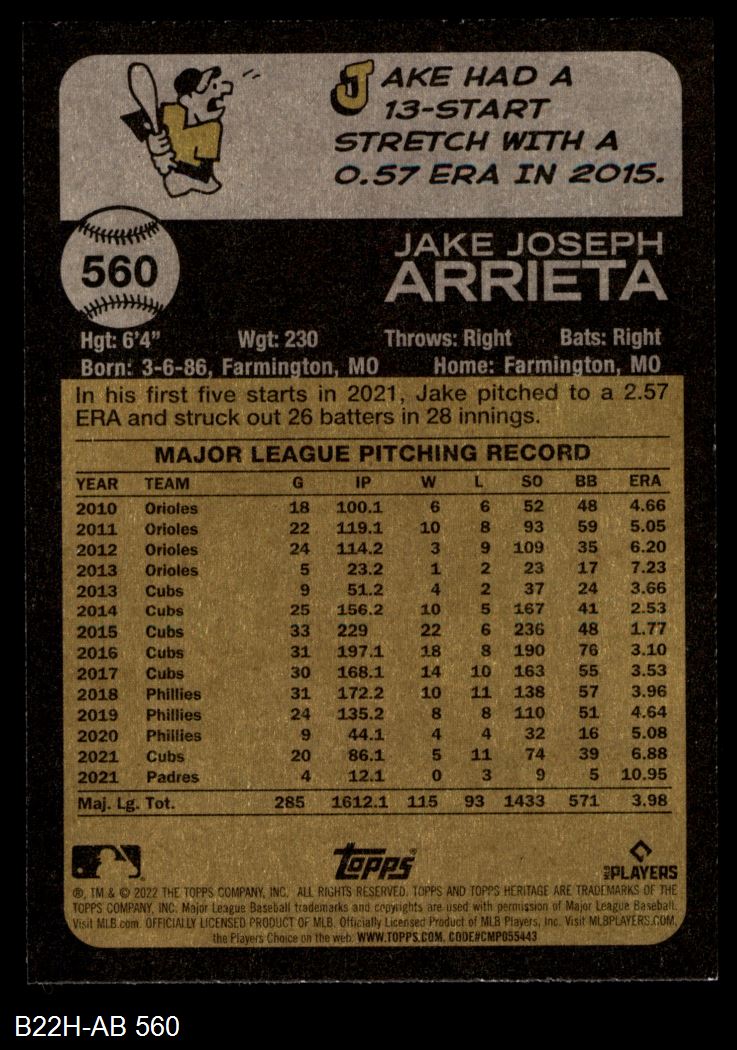 JAKE HAD A
13-START
STRETCH WITH A
0.57 ERA IN 2015.
560
JAKE JOSEPH
ARRIETA
Hgt: 6'4" Wgt: 230 Throws: Right Bats: Right
Born: 3-6-86, Farmington, MO Home: Farmington, MO
In his first five starts in 2021, Jake pitched to a 2.57
ERA and struck out 26 batters in 28 innings.
MAJOR LEAGUE PITCHING RECORD
YEAR TEAM G IP W L SO BB ERA
2010 Orioles 18 100.1 6 6 52 48 4.66
2011 Orioles 22 119.1 10 8 93 59 5.05
2012 Orioles 24 114.2 3 9 109 35 6.20
2013 Orioles 5 23.2 1 2 23 17 7.23
2013 Cubs 9 51.2 4 2 37 24 3.66
2014 Cubs 25 156.2 10 5 167 41 2.53
2015 Cubs 33 229 22 6 236 48 1.77
2016 Cubs 31 197.1 18 8 190 76 3.10
2017 Cubs 30 168.1 14 10 163 55 3.53
2018 Phillies 31 172.2 10 11 138 57 3.96
2019 Phillies 24 135.2 8 8 110 51 4.64
2020 Phillies 9 44.1 4 4 32 16 5.08
2021 Cubs 20 86.1 5 11 74 39 6.88
2021 Padres 4 12.1 0 3 9 5 10.95
Maj. Lg. Tot. 285 1612.1 115 93 1433 571 3.98
TOPPS
MLB PLAYERS
®, TM & © 2022 THE TOPPS COMPANY, INC. ALL RIGHTS RESERVED. TOPPS AND TOPPS HERITAGE ARE TRADEMARKS OF THE
TOPPS COMPANY, INC. Major League Baseball trademarks and copyrights are used with permission of Major League Baseball.
Visit MLB.com. OFFICIALLY LICENSED PRODUCT OF MLB. Officially Licensed Product of MLB Players, Inc. Visit MLBPLAYERS.COM,
the Players Choice on the web. WWW.TOPPS.COM. CODE#CMP055443
B22H-AB 560